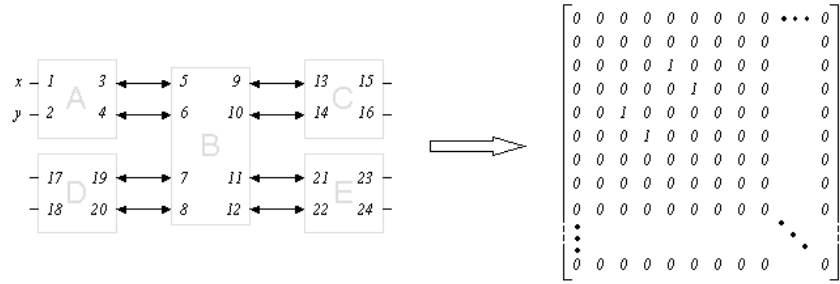 x 1 3 5 9 13 15
A C
y 2 4 6 10 14 16
B
17 19 7 11 21 23
D E
18 20 8 12 22 24
0 0 0 0 0 0 0 0 0 ••• 0
0 0 0 0 0 0 0 0 0 0
0 0 0 0 1 0 0 0 0 0
0 0 0 0 0 1 0 0 0 0
0 0 1 0 0 0 0 0 0 0
0 0 0 1 0 0 0 0 0 0
0 0 0 0 0 0 0 0 0 0
0 0 0 0 0 0 0 0 0 0
0 0 0 0 0 0 0 0 0 0
0 0 0 0 0 0 0 0 0 0